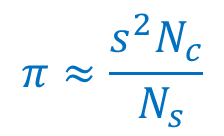 π ≈ s²N_c / N_s